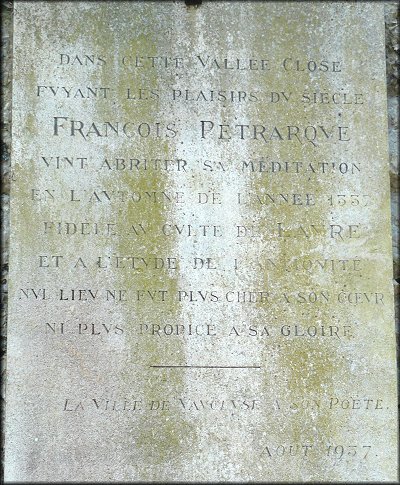 DANS CETTE VALLEE CLOSE
FVYANT LES PLAISIRS DV SIECLE
FRANÇOIS PÉTRARQVE
VINT ABRITER SA MÉDITATION
EN L'AVTOMNE DE L'ANNÉE 1337
FIDÈLE AV CVLTE DE LAVRE
ET A L'ÉTVDE DE L'ANTIQVITÉ
NVL LIEV NE FVT PLVS CHER A SON CŒVR
NI PLVS PROPICE A SA GLOIRE
LA VILLE DE VAVCLVSE A SON POÈTE.
AOUT 1937.